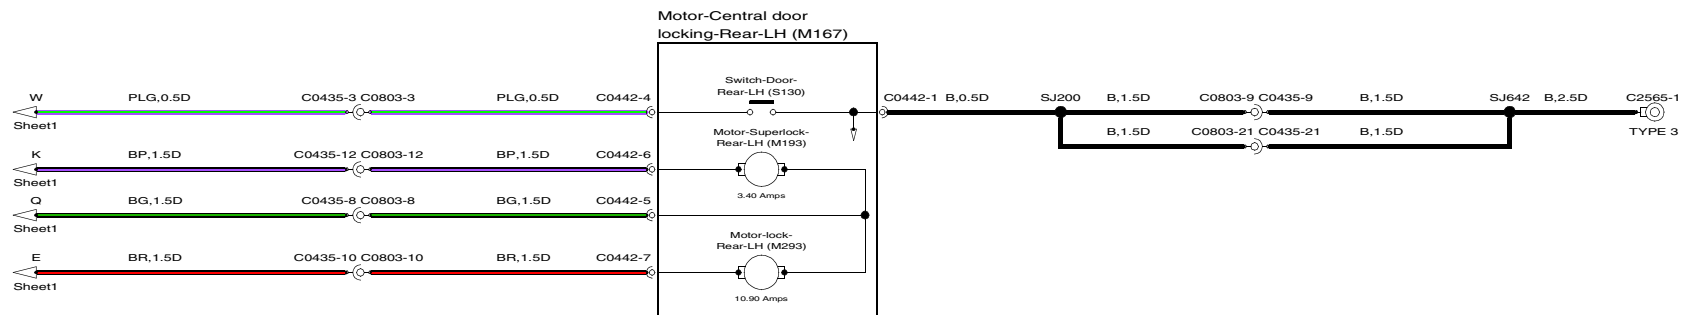 Motor-Central door
locking-Rear-LH (M167)
Switch-Door-
Rear-LH (S130)
W PLG,0.5D C0435-3 C0803-3 PLG,0.5D C0442-4 C0442-1 B,0.5D SJ200 B,1.5D C0803-9 C0435-9 B,1.5D SJ642 B,2.5D C2565-1
Sheet1
B,1.5D C0803-21 C0435-21 B,1.5D TYPE 3
Motor-Superlock-
Rear-LH (M193)
K BP,1.5D C0435-12 C0803-12 BP,1.5D C0442-6
Sheet1
3.40 Amps
Q BG,1.5D C0435-8 C0803-8 BG,1.5D C0442-5
Sheet1
Motor-lock-
Rear-LH (M293)
E BR,1.5D C0435-10 C0803-10 BR,1.5D C0442-7
Sheet1
10.90 Amps